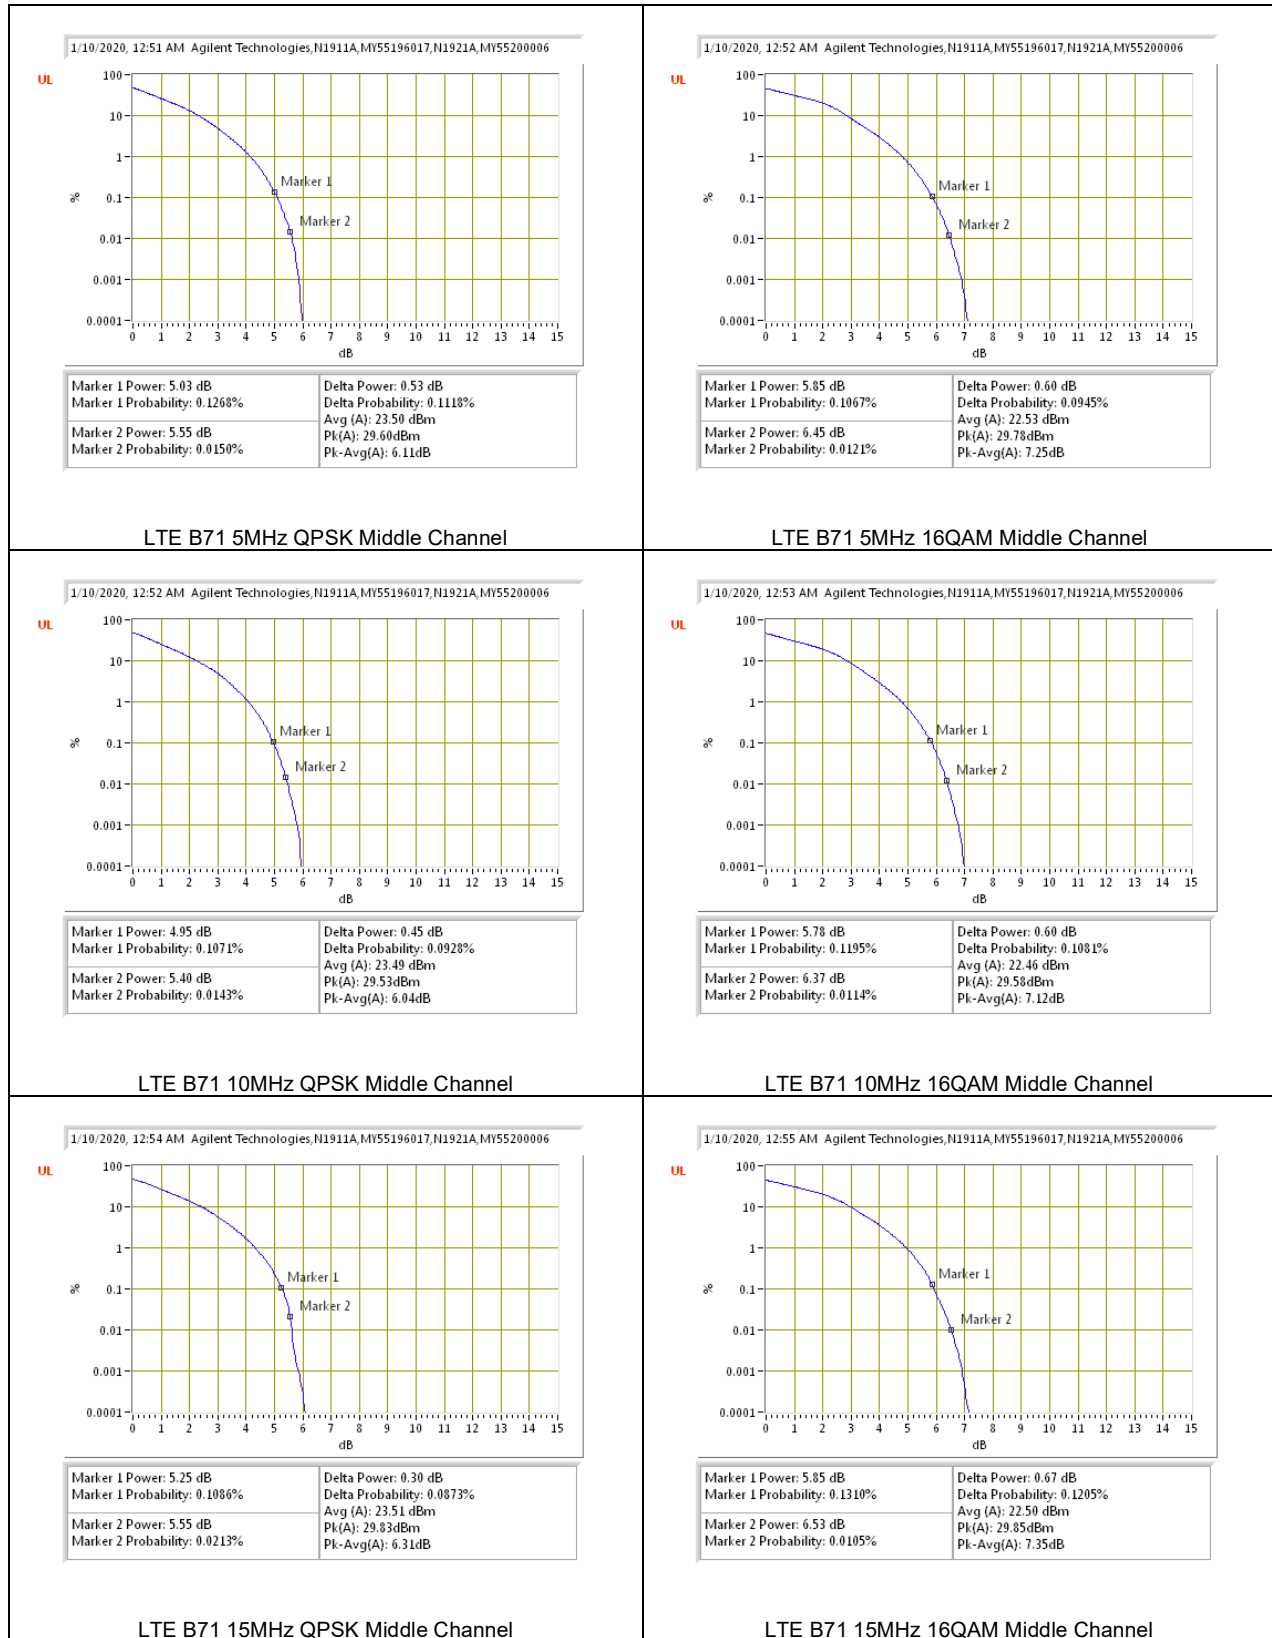 1/10/2020, 12:51 AM Agilent Technologies,N1911A,MY55196017,N1921A,MY55200006
UL
100
10
1
0.1
0.01
0.001
0.0001
%
Marker 1
Marker 2
0 1 2 3 4 5 6 7 8 9 10 11 12 13 14 15
dB
Marker 1 Power: 5.03 dB
Marker 1 Probability: 0.1268%
Marker 2 Power: 5.55 dB
Marker 2 Probability: 0.0150%
Delta Power: 0.53 dB
Delta Probability: 0.1118%
Avg (A): 23.50 dBm
Pk(A): 29.60dBm
Pk-Avg(A): 6.11dB
LTE B71 5MHz QPSK Middle Channel
1/10/2020, 12:52 AM Agilent Technologies,N1911A,MY55196017,N1921A,MY55200006
UL
100
10
1
0.1
0.01
0.001
0.0001
%
Marker 1
Marker 2
0 1 2 3 4 5 6 7 8 9 10 11 12 13 14 15
dB
Marker 1 Power: 5.85 dB
Marker 1 Probability: 0.1067%
Marker 2 Power: 6.45 dB
Marker 2 Probability: 0.0121%
Delta Power: 0.60 dB
Delta Probability: 0.0945%
Avg (A): 22.53 dBm
Pk(A): 29.78dBm
Pk-Avg(A): 7.25dB
LTE B71 5MHz 16QAM Middle Channel
1/10/2020, 12:52 AM Agilent Technologies,N1911A,MY55196017,N1921A,MY55200006
UL
100
10
1
0.1
0.01
0.001
0.0001
%
Marker 1
Marker 2
0 1 2 3 4 5 6 7 8 9 10 11 12 13 14 15
dB
Marker 1 Power: 4.95 dB
Marker 1 Probability: 0.1071%
Marker 2 Power: 5.40 dB
Marker 2 Probability: 0.0143%
Delta Power: 0.45 dB
Delta Probability: 0.0928%
Avg (A): 23.49 dBm
Pk(A): 29.53dBm
Pk-Avg(A): 6.04dB
LTE B71 10MHz QPSK Middle Channel
1/10/2020, 12:53 AM Agilent Technologies,N1911A,MY55196017,N1921A,MY55200006
UL
100
10
1
0.1
0.01
0.001
0.0001
%
Marker 1
Marker 2
0 1 2 3 4 5 6 7 8 9 10 11 12 13 14 15
dB
Marker 1 Power: 5.78 dB
Marker 1 Probability: 0.1195%
Marker 2 Power: 6.37 dB
Marker 2 Probability: 0.0114%
Delta Power: 0.60 dB
Delta Probability: 0.1081%
Avg (A): 22.46 dBm
Pk(A): 29.58dBm
Pk-Avg(A): 7.12dB
LTE B71 10MHz 16QAM Middle Channel
1/10/2020, 12:54 AM Agilent Technologies,N1911A,MY55196017,N1921A,MY55200006
UL
100
10
1
0.1
0.01
0.001
0.0001
%
Marker 1
Marker 2
0 1 2 3 4 5 6 7 8 9 10 11 12 13 14 15
dB
Marker 1 Power: 5.25 dB
Marker 1 Probability: 0.1086%
Marker 2 Power: 5.55 dB
Marker 2 Probability: 0.0213%
Delta Power: 0.30 dB
Delta Probability: 0.0873%
Avg (A): 23.51 dBm
Pk(A): 29.83dBm
Pk-Avg(A): 6.31dB
LTE B71 15MHz QPSK Middle Channel
1/10/2020, 12:55 AM Agilent Technologies,N1911A,MY55196017,N1921A,MY55200006
UL
100
10
1
0.1
0.01
0.001
0.0001
%
Marker 1
Marker 2
0 1 2 3 4 5 6 7 8 9 10 11 12 13 14 15
dB
Marker 1 Power: 5.85 dB
Marker 1 Probability: 0.1310%
Marker 2 Power: 6.53 dB
Marker 2 Probability: 0.0105%
Delta Power: 0.67 dB
Delta Probability: 0.1205%
Avg (A): 22.50 dBm
Pk(A): 29.85dBm
Pk-Avg(A): 7.35dB
LTE B71 15MHz 16QAM Middle Channel